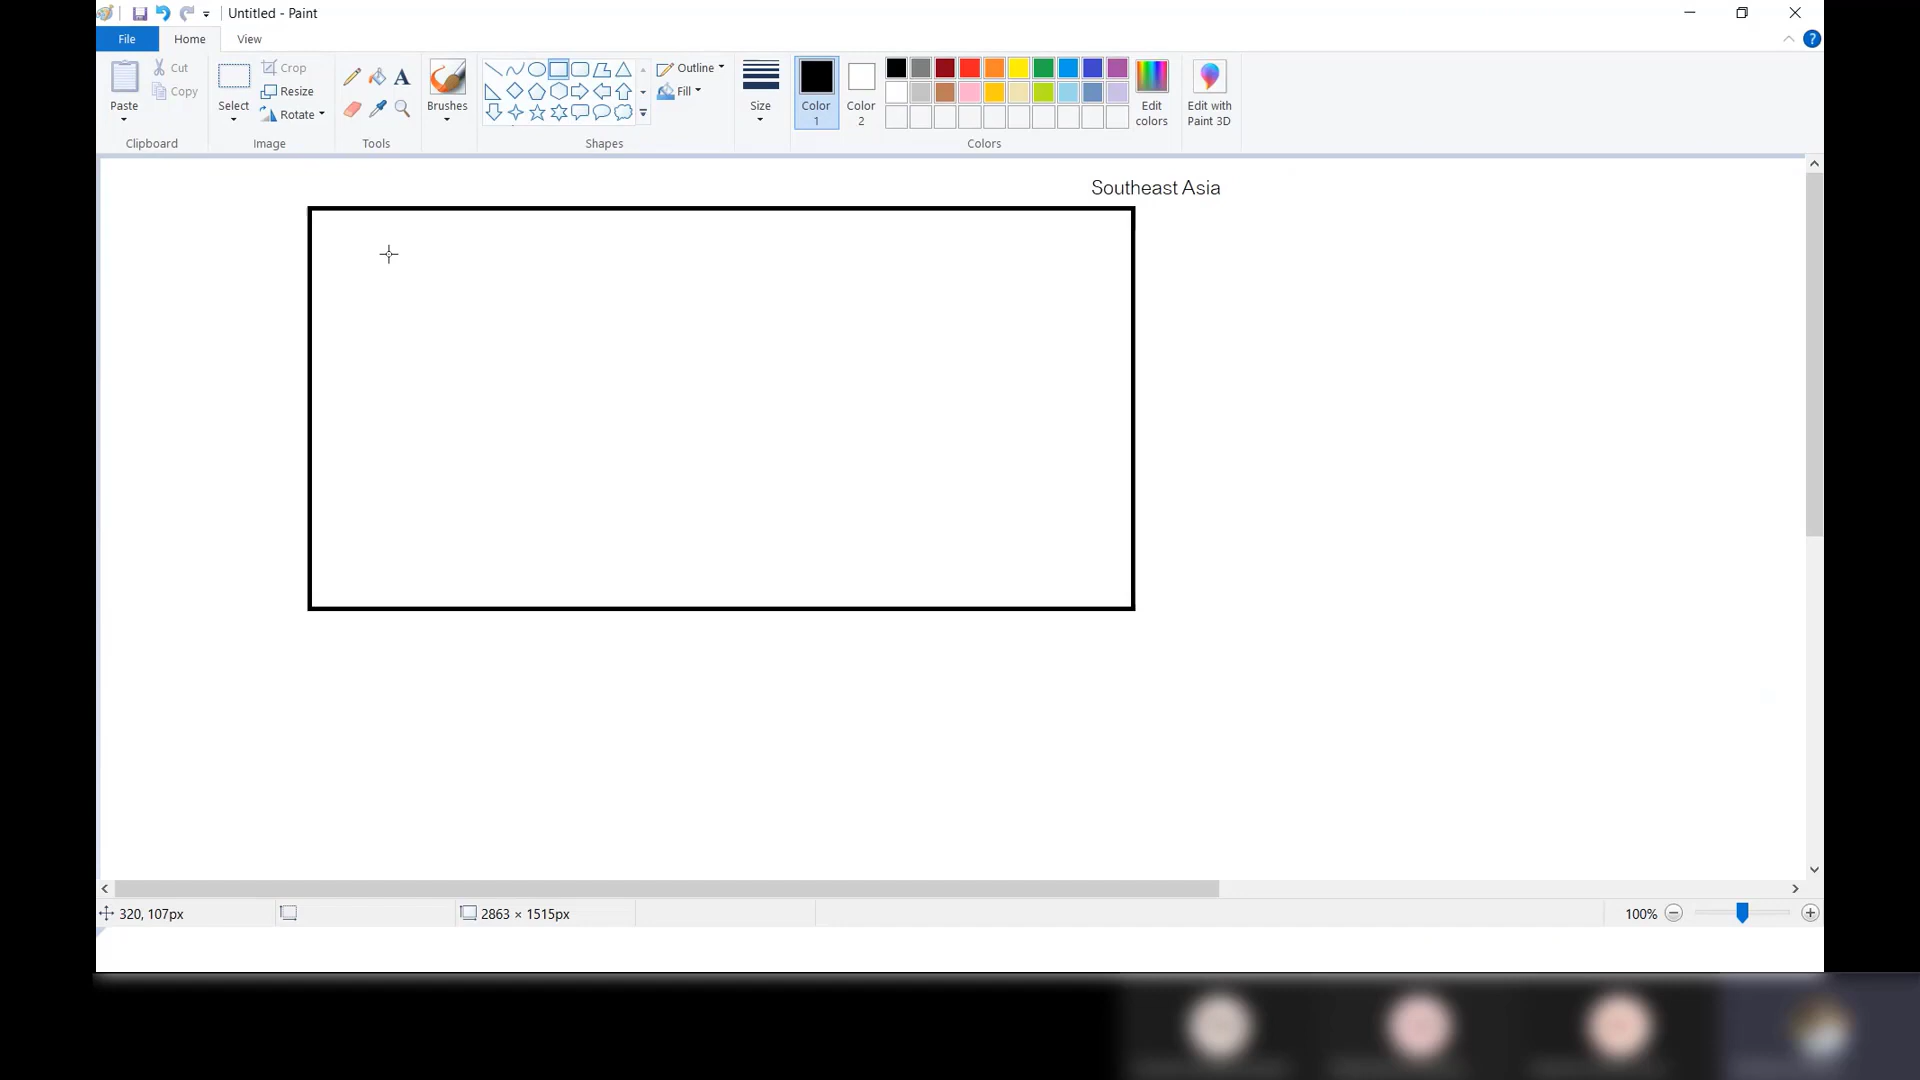 Untitled - Paint
File Home View
Paste
Cut
Copy
Clipboard
Select
Crop
Resize
Rotate
Image
Tools
Brushes
Shapes
Outline
Fill
Size
Color 1
Color 2
Colors
Edit colors
Edit with Paint 3D
Southeast Asia
320, 107px
2863 × 1515px
100%